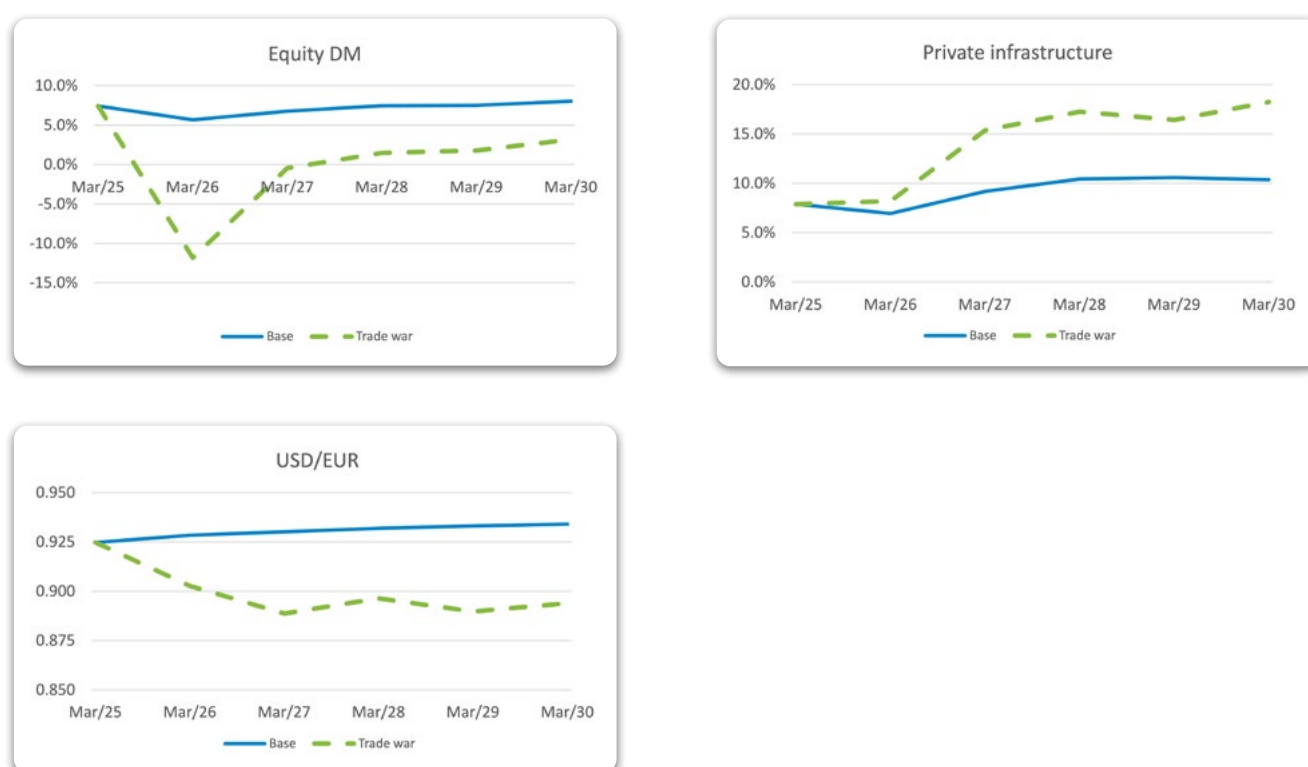 Equity DM
10.0%
5.0%
0.0%
Mar/25 Mar/26 Mar/27 Mar/28 Mar/29 Mar/30
-5.0%
-10.0%
-15.0%
Base Trade war
Private infrastructure
20.0%
15.0%
10.0%
5.0%
0.0%
Mar/25 Mar/26 Mar/27 Mar/28 Mar/29 Mar/30
Base Trade war
USD/EUR
0.950
0.925
0.900
0.875
0.850
Mar/25 Mar/26 Mar/27 Mar/28 Mar/29 Mar/30
Base Trade war